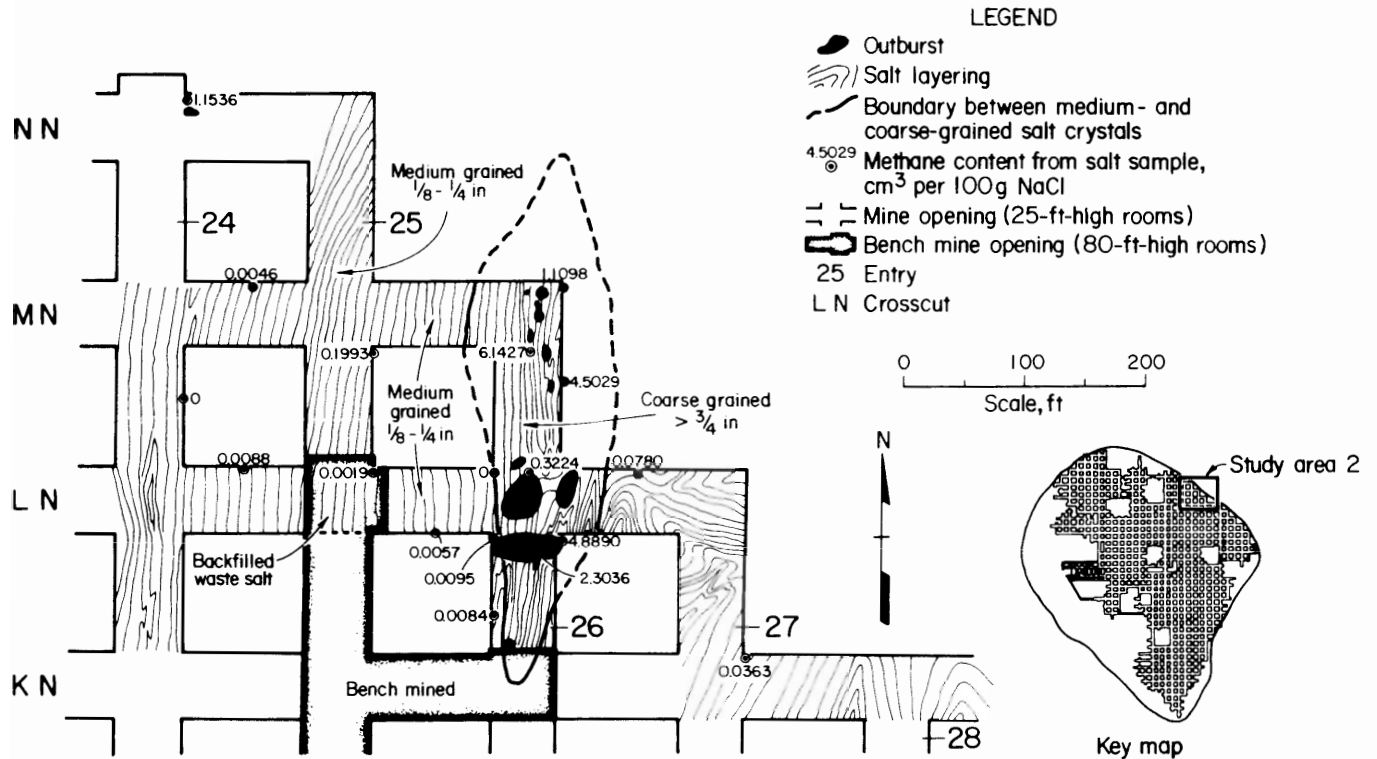 LEGEND
Outburst
Salt layering
Boundary between medium- and
coarse-grained salt crystals
4.5029
Methane content from salt sample,
cm³ per 100g NaCl
Mine opening (25-ft-high rooms)
Bench mine opening (80-ft-high rooms)
25 Entry
L N Crosscut
0 100 200
Scale, ft
N
Study area 2
Key map
1.1536
N N
Medium grained
1/8 - 1/4 in
24
25
0.0046
1.1098
M N
0.1993
6.1427
4.5029
0
Medium
grained
1/8 - 1/4 in
Coarse grained
> 3/4 in
0.0088
0.0019
0
0.3224
0.0780
L N
Backfilled
waste salt
0.0057
0.0095
4.8890
2.3036
0.0084
26
27
K N
Bench mined
0.0363
28